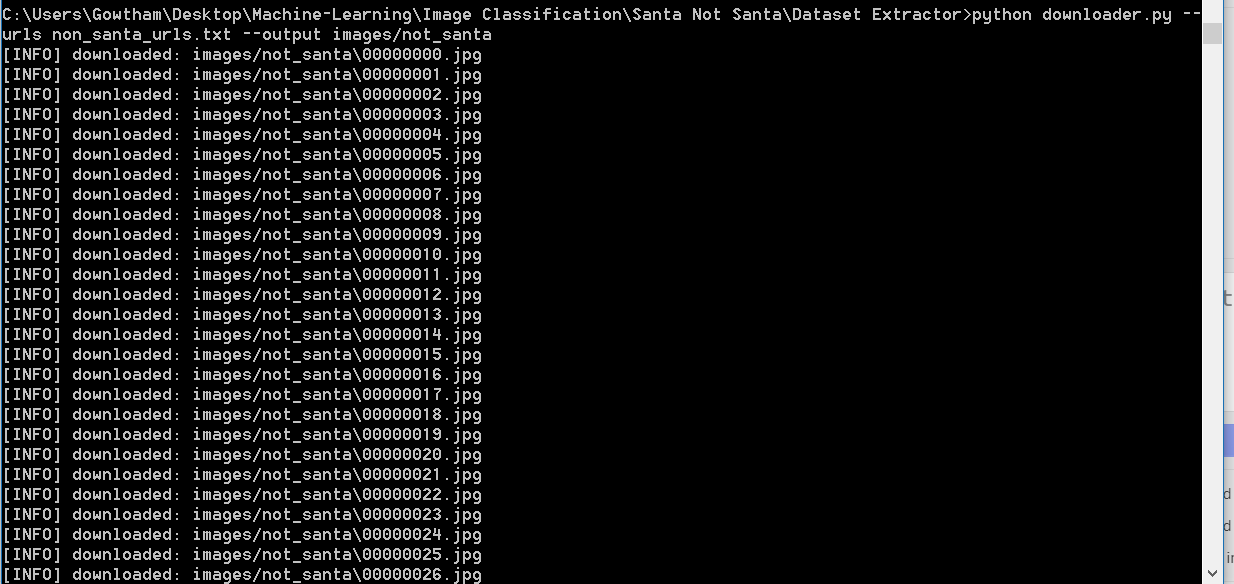 C:\Users\Gowtham\Desktop\Machine-Learning\Image Classification\Santa Not Santa\Dataset Extractor>python downloader.py --
urls non_santa_urls.txt --output images/not_santa
[INFO] downloaded: images/not_santa\00000000.jpg
[INFO] downloaded: images/not_santa\00000001.jpg
[INFO] downloaded: images/not_santa\00000002.jpg
[INFO] downloaded: images/not_santa\00000003.jpg
[INFO] downloaded: images/not_santa\00000004.jpg
[INFO] downloaded: images/not_santa\00000005.jpg
[INFO] downloaded: images/not_santa\00000006.jpg
[INFO] downloaded: images/not_santa\00000007.jpg
[INFO] downloaded: images/not_santa\00000008.jpg
[INFO] downloaded: images/not_santa\00000009.jpg
[INFO] downloaded: images/not_santa\00000010.jpg
[INFO] downloaded: images/not_santa\00000011.jpg
[INFO] downloaded: images/not_santa\00000012.jpg
[INFO] downloaded: images/not_santa\00000013.jpg
[INFO] downloaded: images/not_santa\00000014.jpg
[INFO] downloaded: images/not_santa\00000015.jpg
[INFO] downloaded: images/not_santa\00000016.jpg
[INFO] downloaded: images/not_santa\00000017.jpg
[INFO] downloaded: images/not_santa\00000018.jpg
[INFO] downloaded: images/not_santa\00000019.jpg
[INFO] downloaded: images/not_santa\00000020.jpg
[INFO] downloaded: images/not_santa\00000021.jpg
[INFO] downloaded: images/not_santa\00000022.jpg
[INFO] downloaded: images/not_santa\00000023.jpg
[INFO] downloaded: images/not_santa\00000024.jpg
[INFO] downloaded: images/not_santa\00000025.jpg
[INFO] downloaded: images/not_santa\00000026.jpg